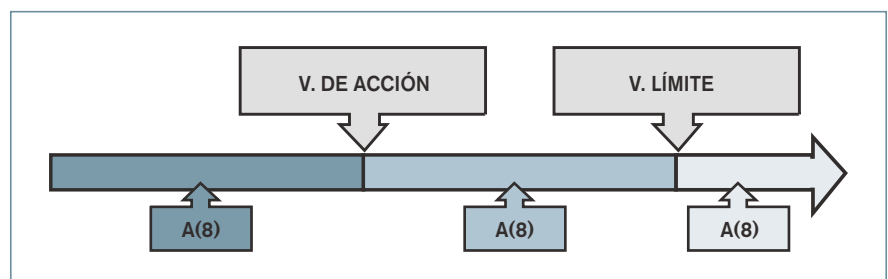 V. DE ACCIÓN
V. LÍMITE
A(8)
A(8)
A(8)